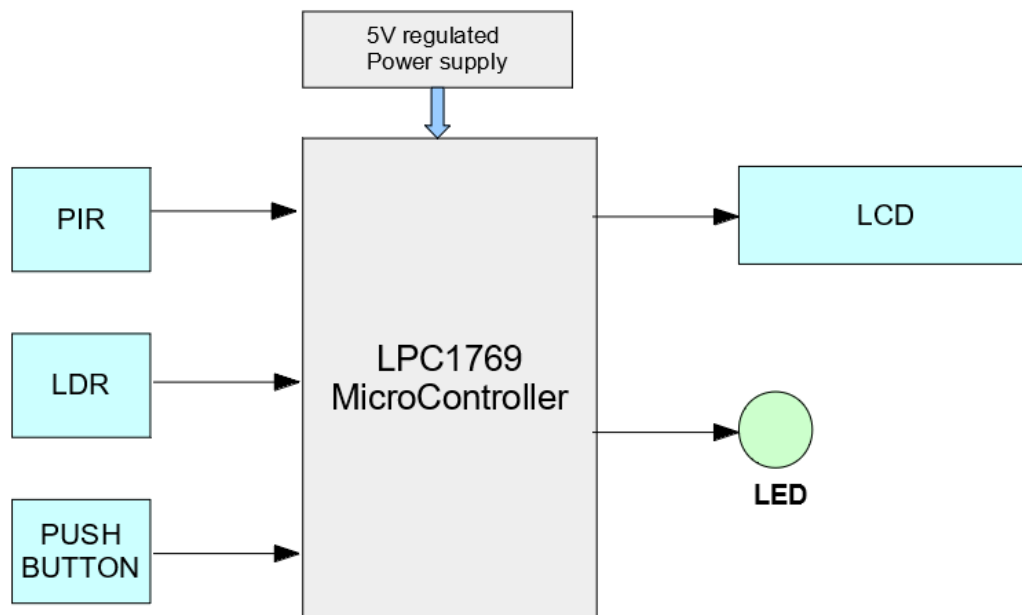 5V regulated
Power supply
PIR
LCD
LDR
LPC1769
MicroController
LED
PUSH
BUTTON